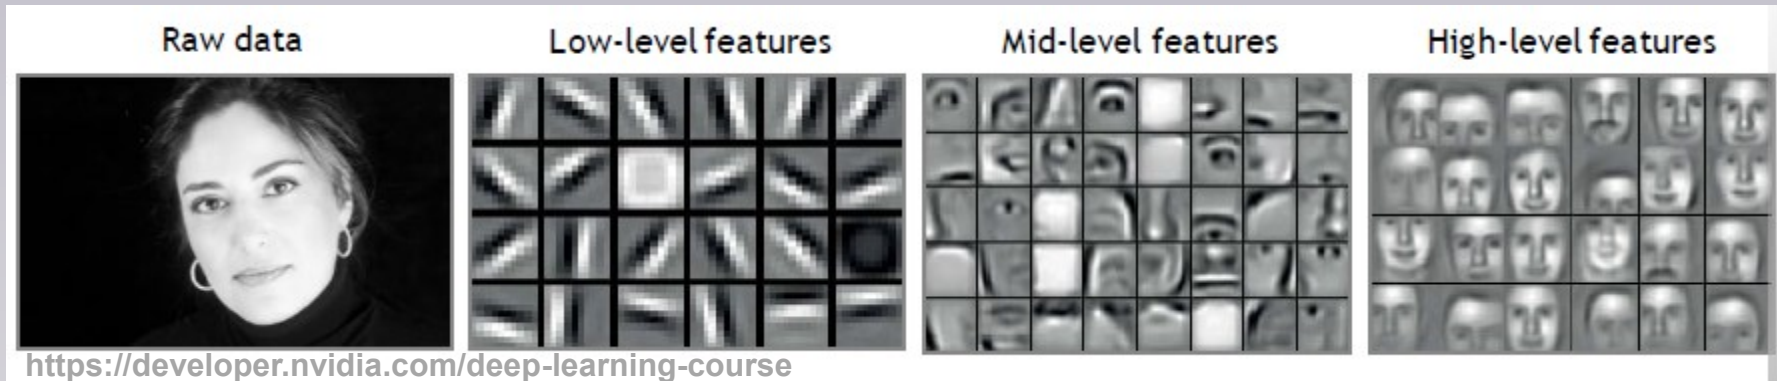 Raw data
Low-level features
Mid-level features
High-level features
https://developer.nvidia.com/deep-learning-course